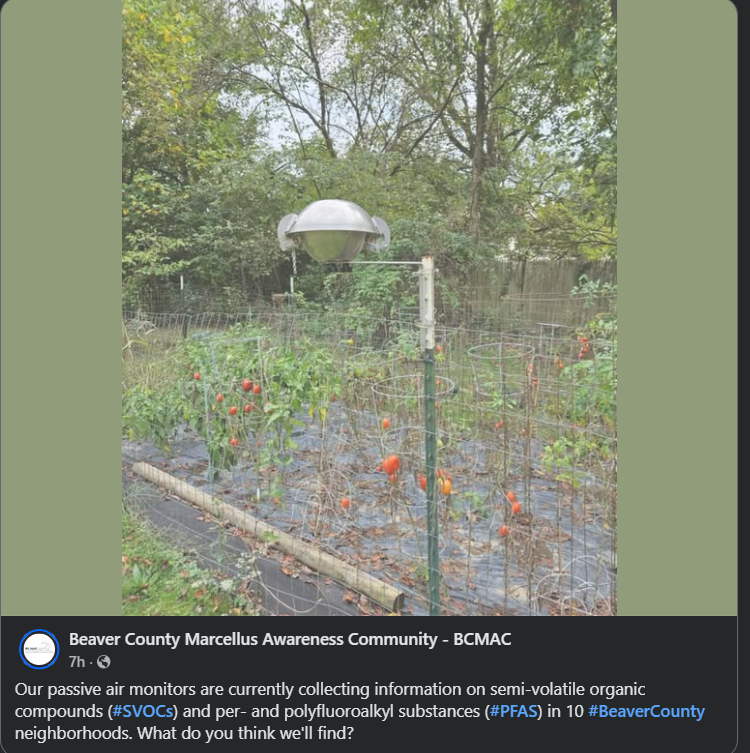 Beaver County Marcellus Awareness Community - BCMAC
7h ·
Our passive air monitors are currently collecting information on semi-volatile organic
compounds (#SVOCs) and per- and polyfluoroalkyl substances (#PFAS) in 10 #BeaverCounty
neighborhoods. What do you think we'll find?